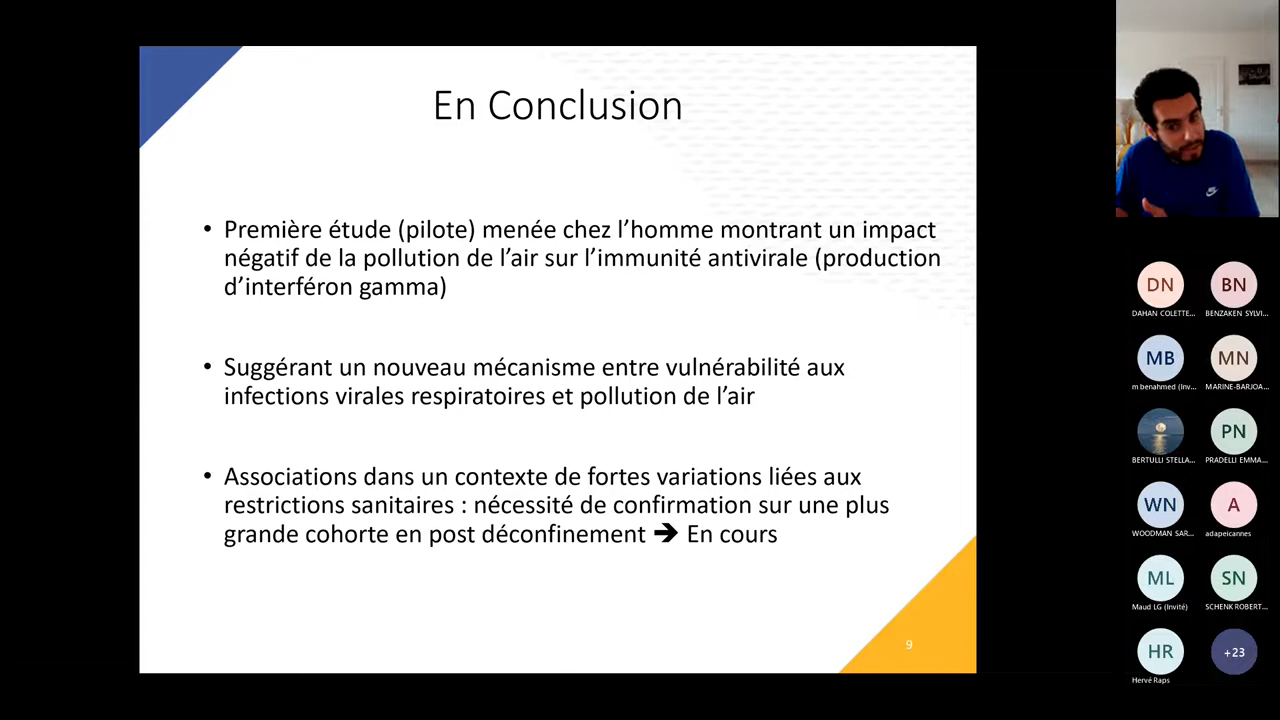 En Conclusion
• Première étude (pilote) menée chez l’homme montrant un impact
négatif de la pollution de l’air sur l’immunité antivirale (production
d’interféron gamma)
• Suggérant un nouveau mécanisme entre vulnérabilité aux
infections virales respiratoires et pollution de l’air
• Associations dans un contexte de fortes variations liées aux
restrictions sanitaires : nécessité de confirmation sur une plus
grande cohorte en post déconfinement ➔ En cours
9
DN
BN
DAHAN COLETTE...
BENZAKEN SYLVI...
MB
MN
m benahmed (Inv...
MARINE-BARJOA...
PN
BERTULLI STELLA...
PRADELLI EMMA...
WN
A
WOODMAN SAR...
adapeicannes
ML
SN
Maud LG (Invité)
SCHENK ROBERT...
HR
+23
Hervé Raps